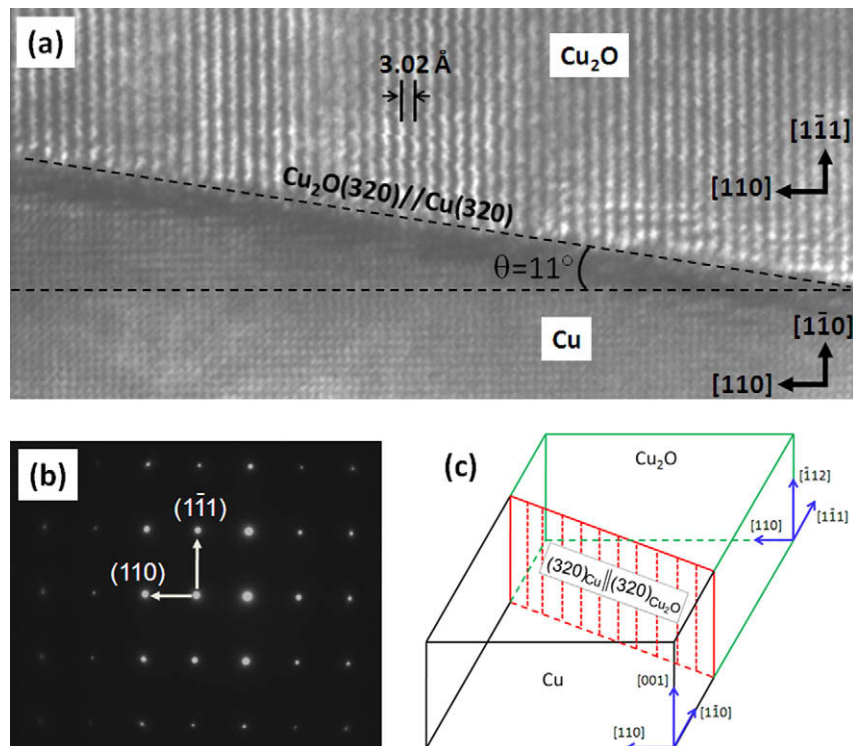 (a)
Cu₂O
3.02 Å
[11̄1]
[110]
Cu₂O(320)//Cu(320)
θ=11°
Cu
[11̄0]
[110]
(b)
(11̄1)
(110)
(c)
Cu₂O
[1̄12]
[110]
[11̄1]
(320)Cu∥(320)Cu₂O
Cu
[001]
[11̄0]
[110]